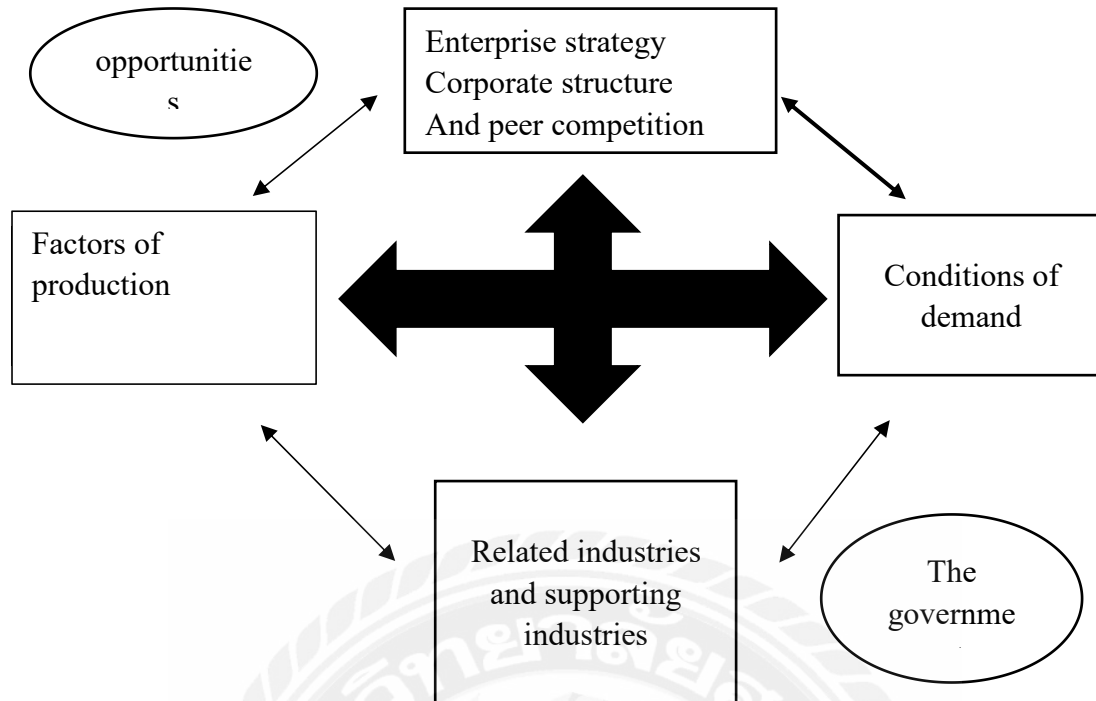 opportunitie
s
Enterprise strategy
Corporate structure
And peer competition
Factors of
production
Conditions of
demand
Related industries
and supporting
industries
The
governme